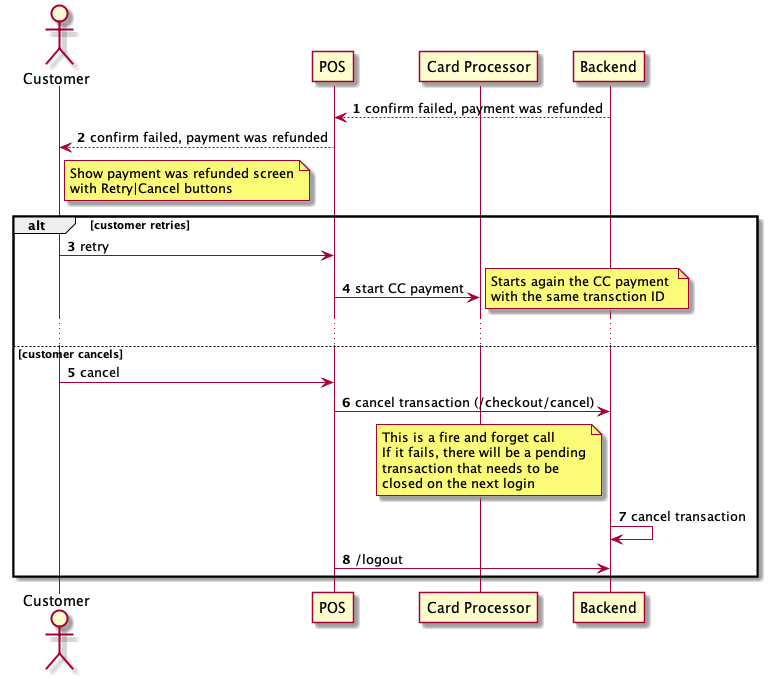 Customer
POS
Card Processor
Backend
1 confirm failed, payment was refunded
2 confirm failed, payment was refunded
Show payment was refunded screen
with Retry|Cancel buttons
alt [customer retries]
3 retry
4 start CC payment
Starts again the CC payment
with the same transction ID
[customer cancels]
5 cancel
6 cancel transaction (/checkout/cancel)
This is a fire and forget call
If it fails, there will be a pending
transaction that needs to be
closed on the next login
7 cancel transaction
8 /logout
Customer
POS
Card Processor
Backend